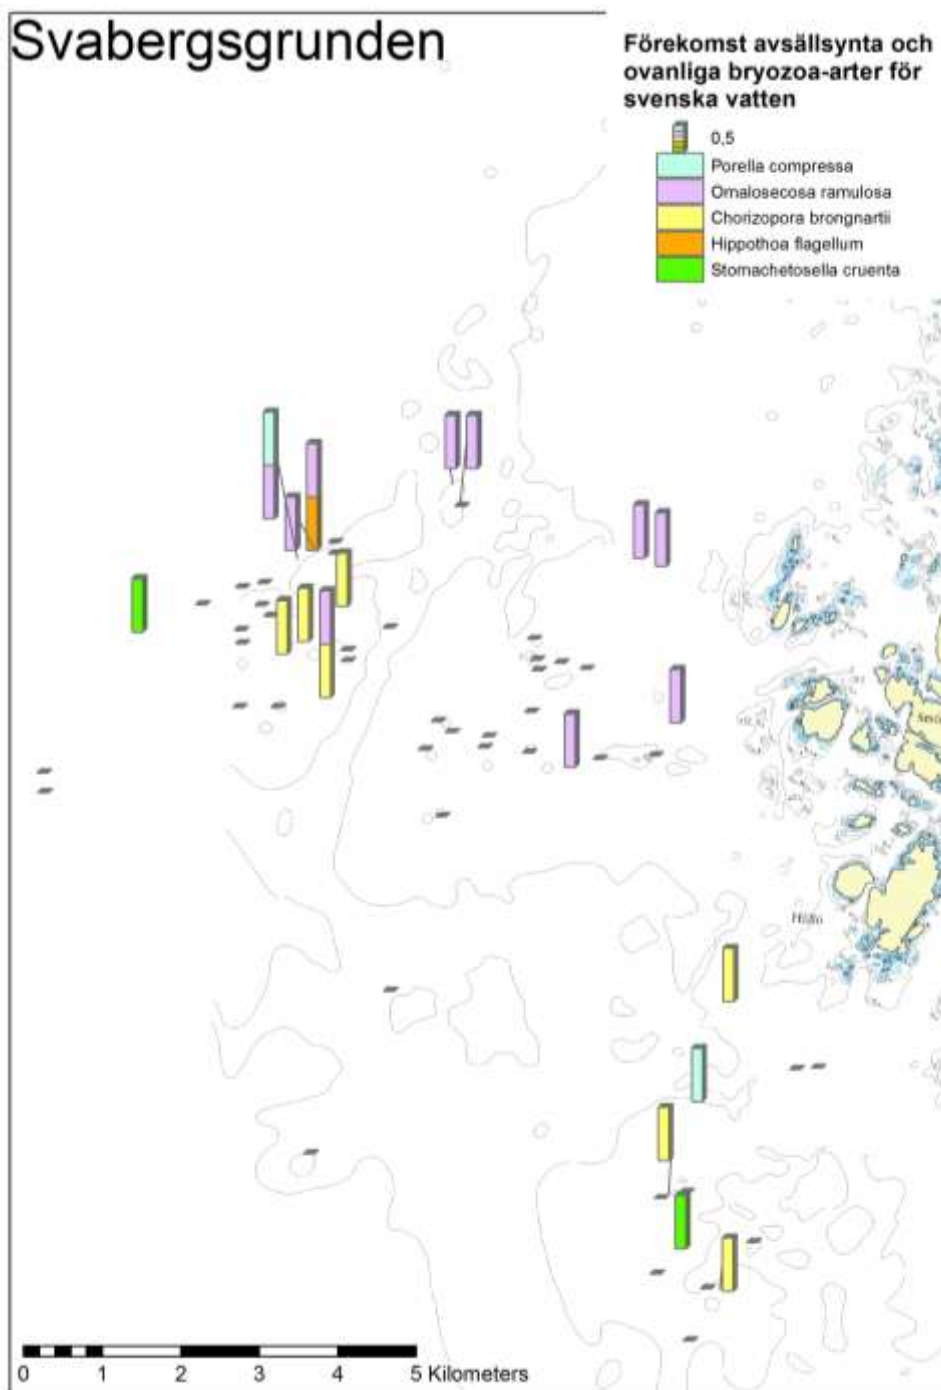 Svabergsgrunden
Förekomst avsällsynta och
ovanliga bryozoa-arter för
svenska vatten
0,5
Porella compressa
Omalosecosa ramulosa
Chorizopora brongnartii
Hippothoa flagellum
Stomachetosella cruenta
0 1 2 3 4 5 Kilometers